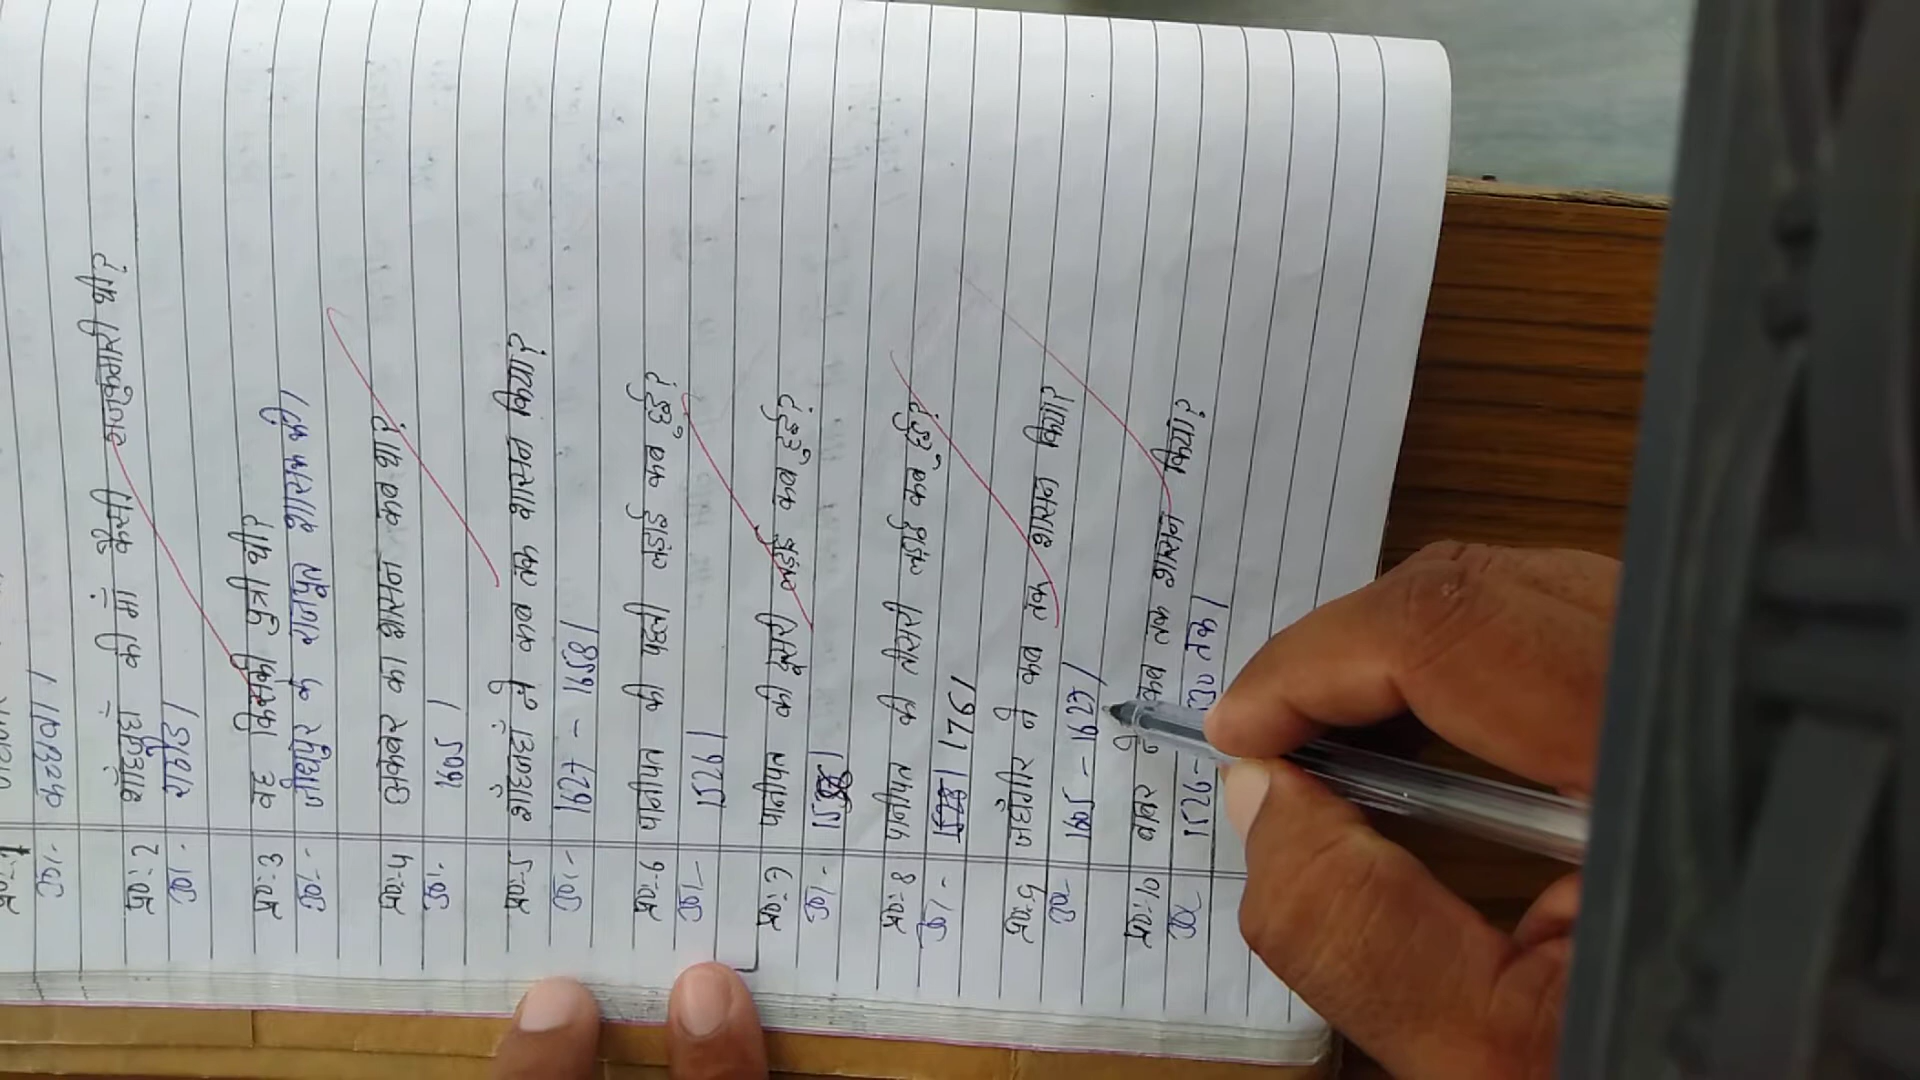 उ०।- कछवा।
प्र०:-2 शाँहजहाँ की माँ कैसी राजकुमारी थी?
उ०।- राठौड।
प्र०:-3 वह किसकी पुत्री थी?
उ०।- जोधपुर के राजपूत शासक की।
प्र०:-4 अकबर का शासन कब था?
उ०।- 1605।
प्र०:-5 शाँहजहाँ ने कब तक शासन किया?
उ०।- 1627 - 1658।
प्र०:-6 पानीपत की पहली लड़ाई कब हुई?
उ०।- 1526।
प्र०:-7 पानीपत की दूसरी लड़ाई कब हुई?
उ०।-
प्र०:-8 पानीपत की तीसरी लड़ाई कब हुई?
उ०।- 1761
प्र०:-9 जहाँगीर ने कब तक शासन किया?
उ०- 1605 - 1627।
प्र०:-10 बाबर ने कब तक शासन किया?
उ०- 1526 - तक।